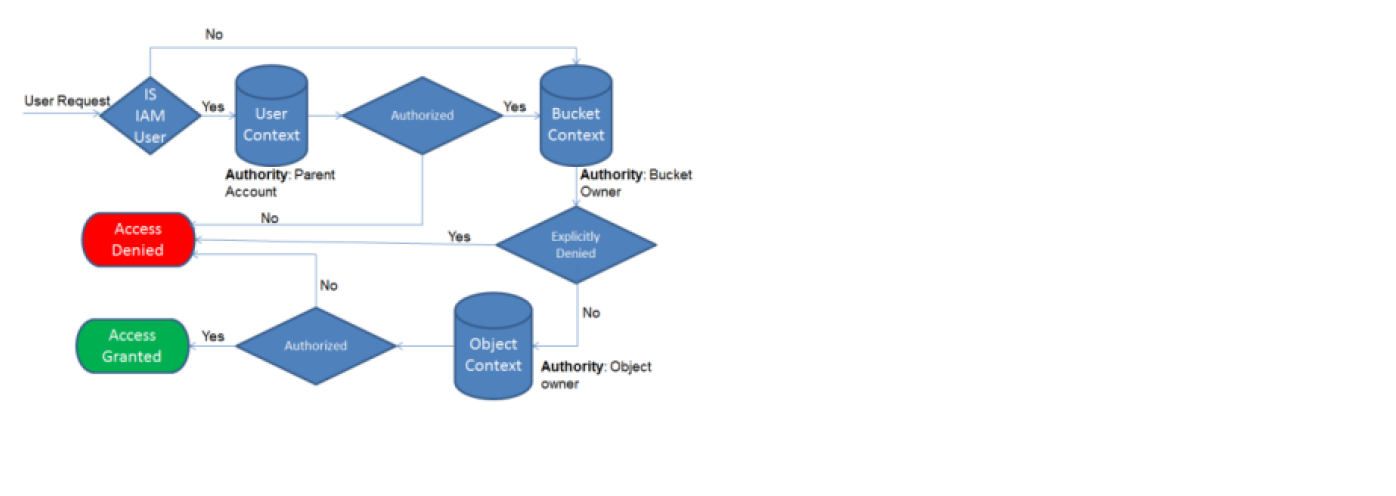 No
User Request
IS
IAM
User
Yes
User
Context
Authorized
Yes
Bucket
Context
Authority: Parent
Account
Authority: Bucket
Owner
No
Access
Denied
Yes
Explicitly
Denied
No
No
Access
Granted
Yes
Authorized
Object
Context
Authority: Object
owner